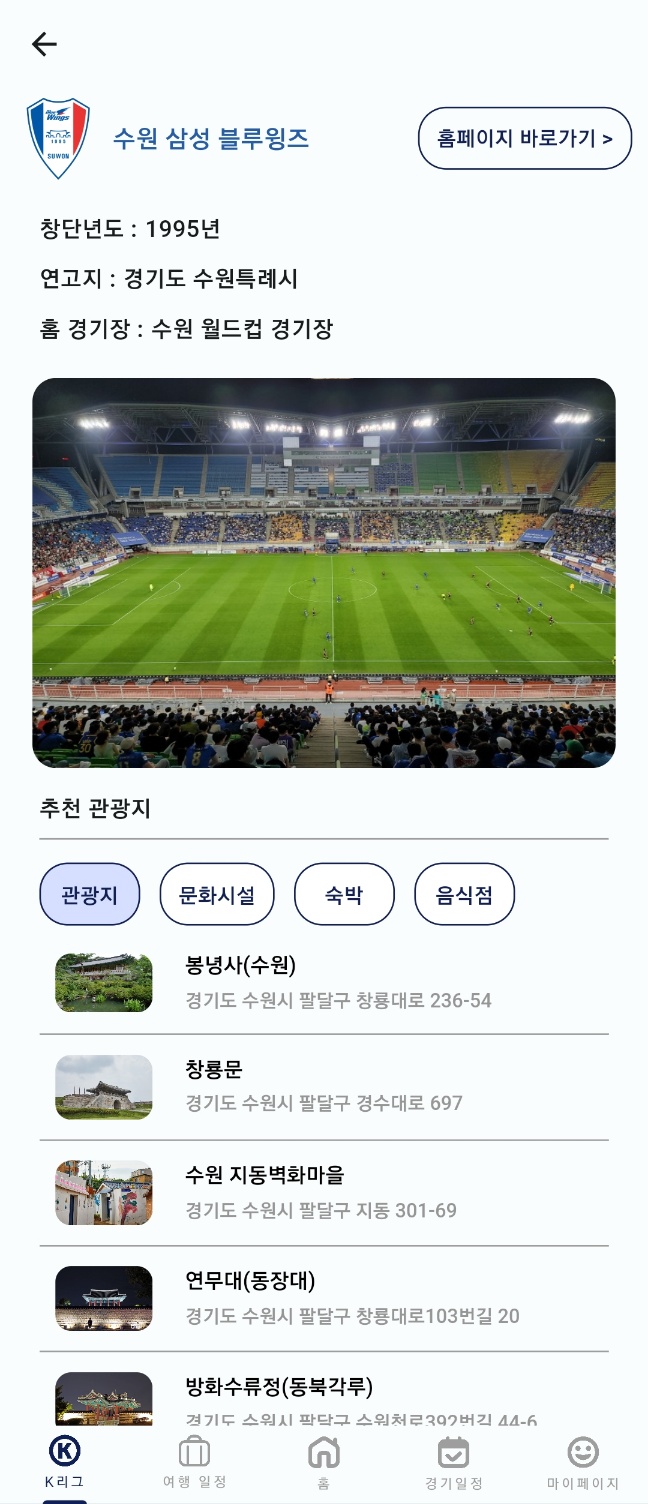 Blue Wings
1995
SUWON
수원 삼성 블루윙즈
홈페이지 바로가기 >
창단년도 : 1995년
연고지 : 경기도 수원특례시
홈 경기장 : 수원 월드컵 경기장
추천 관광지
관광지 문화시설 숙박 음식점
봉녕사(수원)
경기도 수원시 팔달구 창룡대로 236-54
창룡문
경기도 수원시 팔달구 경수대로 697
수원 지동벽화마을
경기도 수원시 팔달구 지동 301-69
연무대(동장대)
경기도 수원시 팔달구 창룡대로103번길 20
방화수류정(동북각루)
경기도 수원시 팔달구 수원천로392번길 44-6
K리그 여행 일정 홈 경기일정 마이페이지